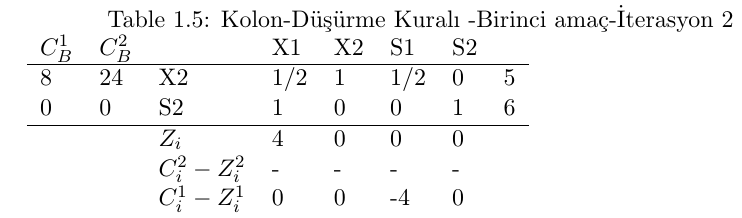 Table 1.5: Kolon-Düşürme Kuralı -Birinci amaç-İterasyon 2
C_B^1 C_B^2 X1 X2 S1 S2
8 24 X2 1/2 1 1/2 0 5
0 0 S2 1 0 0 1 6
Z_i 4 0 0 0
C_i^2 − Z_i^2 - - - -
C_i^1 − Z_i^1 0 0 -4 0